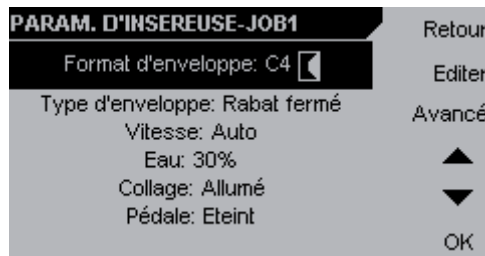 PARAM. D'INSEREUSE-JOB1
Format d'enveloppe: C4
Type d'enveloppe: Rabat fermé
Vitesse: Auto
Eau: 30%
Collage: Allumé
Pédale: Eteint
Retour
Editer
Avancé
OK